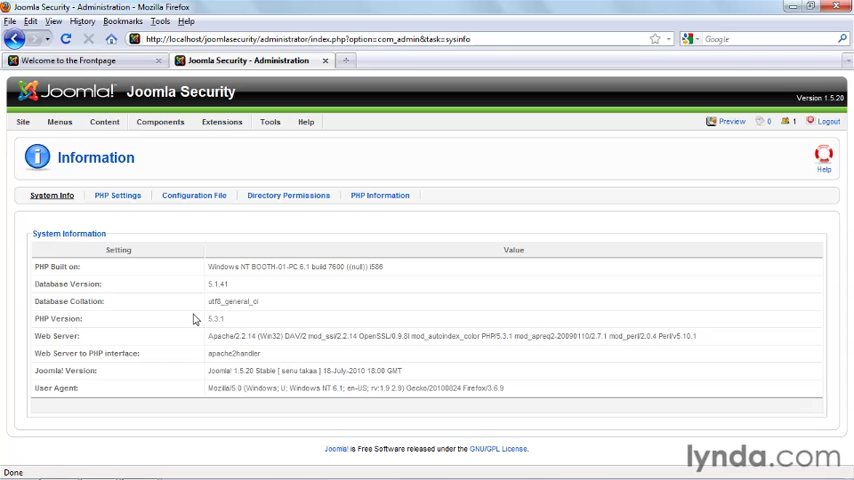 Joomla Security - Administration - Mozilla Firefox
File Edit View History Bookmarks Tools Help
http://localhost/joomlasecurity/administrator/index.php?option=com_admin&task=sysinfo
Google
Welcome to the Frontpage
Joomla Security - Administration
Joomla! Joomla Security
Version 1.5.20
Site Menus Content Components Extensions Tools Help Preview 0 1 Logout
Information
Help
System Info PHP Settings Configuration File Directory Permissions PHP Information
System Information
Setting Value
PHP Built on: Windows NT BOOTH-01-PC 6.1 build 7600 ((null)) i586
Database Version: 5.1.41
Database Collation: utf8_general_ci
PHP Version: 5.3.1
Web Server: Apache/2.2.14 (Win32) DAV/2 mod_ssl/2.2.14 OpenSSL/0.9.8l mod_autoindex_color PHP/5.3.1 mod_apreq2-20090110/2.7.1 mod_perl/2.0.4 Perl/v5.10.1
Web Server to PHP interface: apache2handler
Joomla! Version: Joomla! 1.5.20 Stable [ senu takaa ] 18-July-2010 18:00 GMT
User Agent: Mozilla/5.0 (Windows; U; Windows NT 6.1; en-US; rv:1.9.2.9) Gecko/20100824 Firefox/3.6.9
Joomla! is Free Software released under the GNU/GPL License.
lynda.com
Done